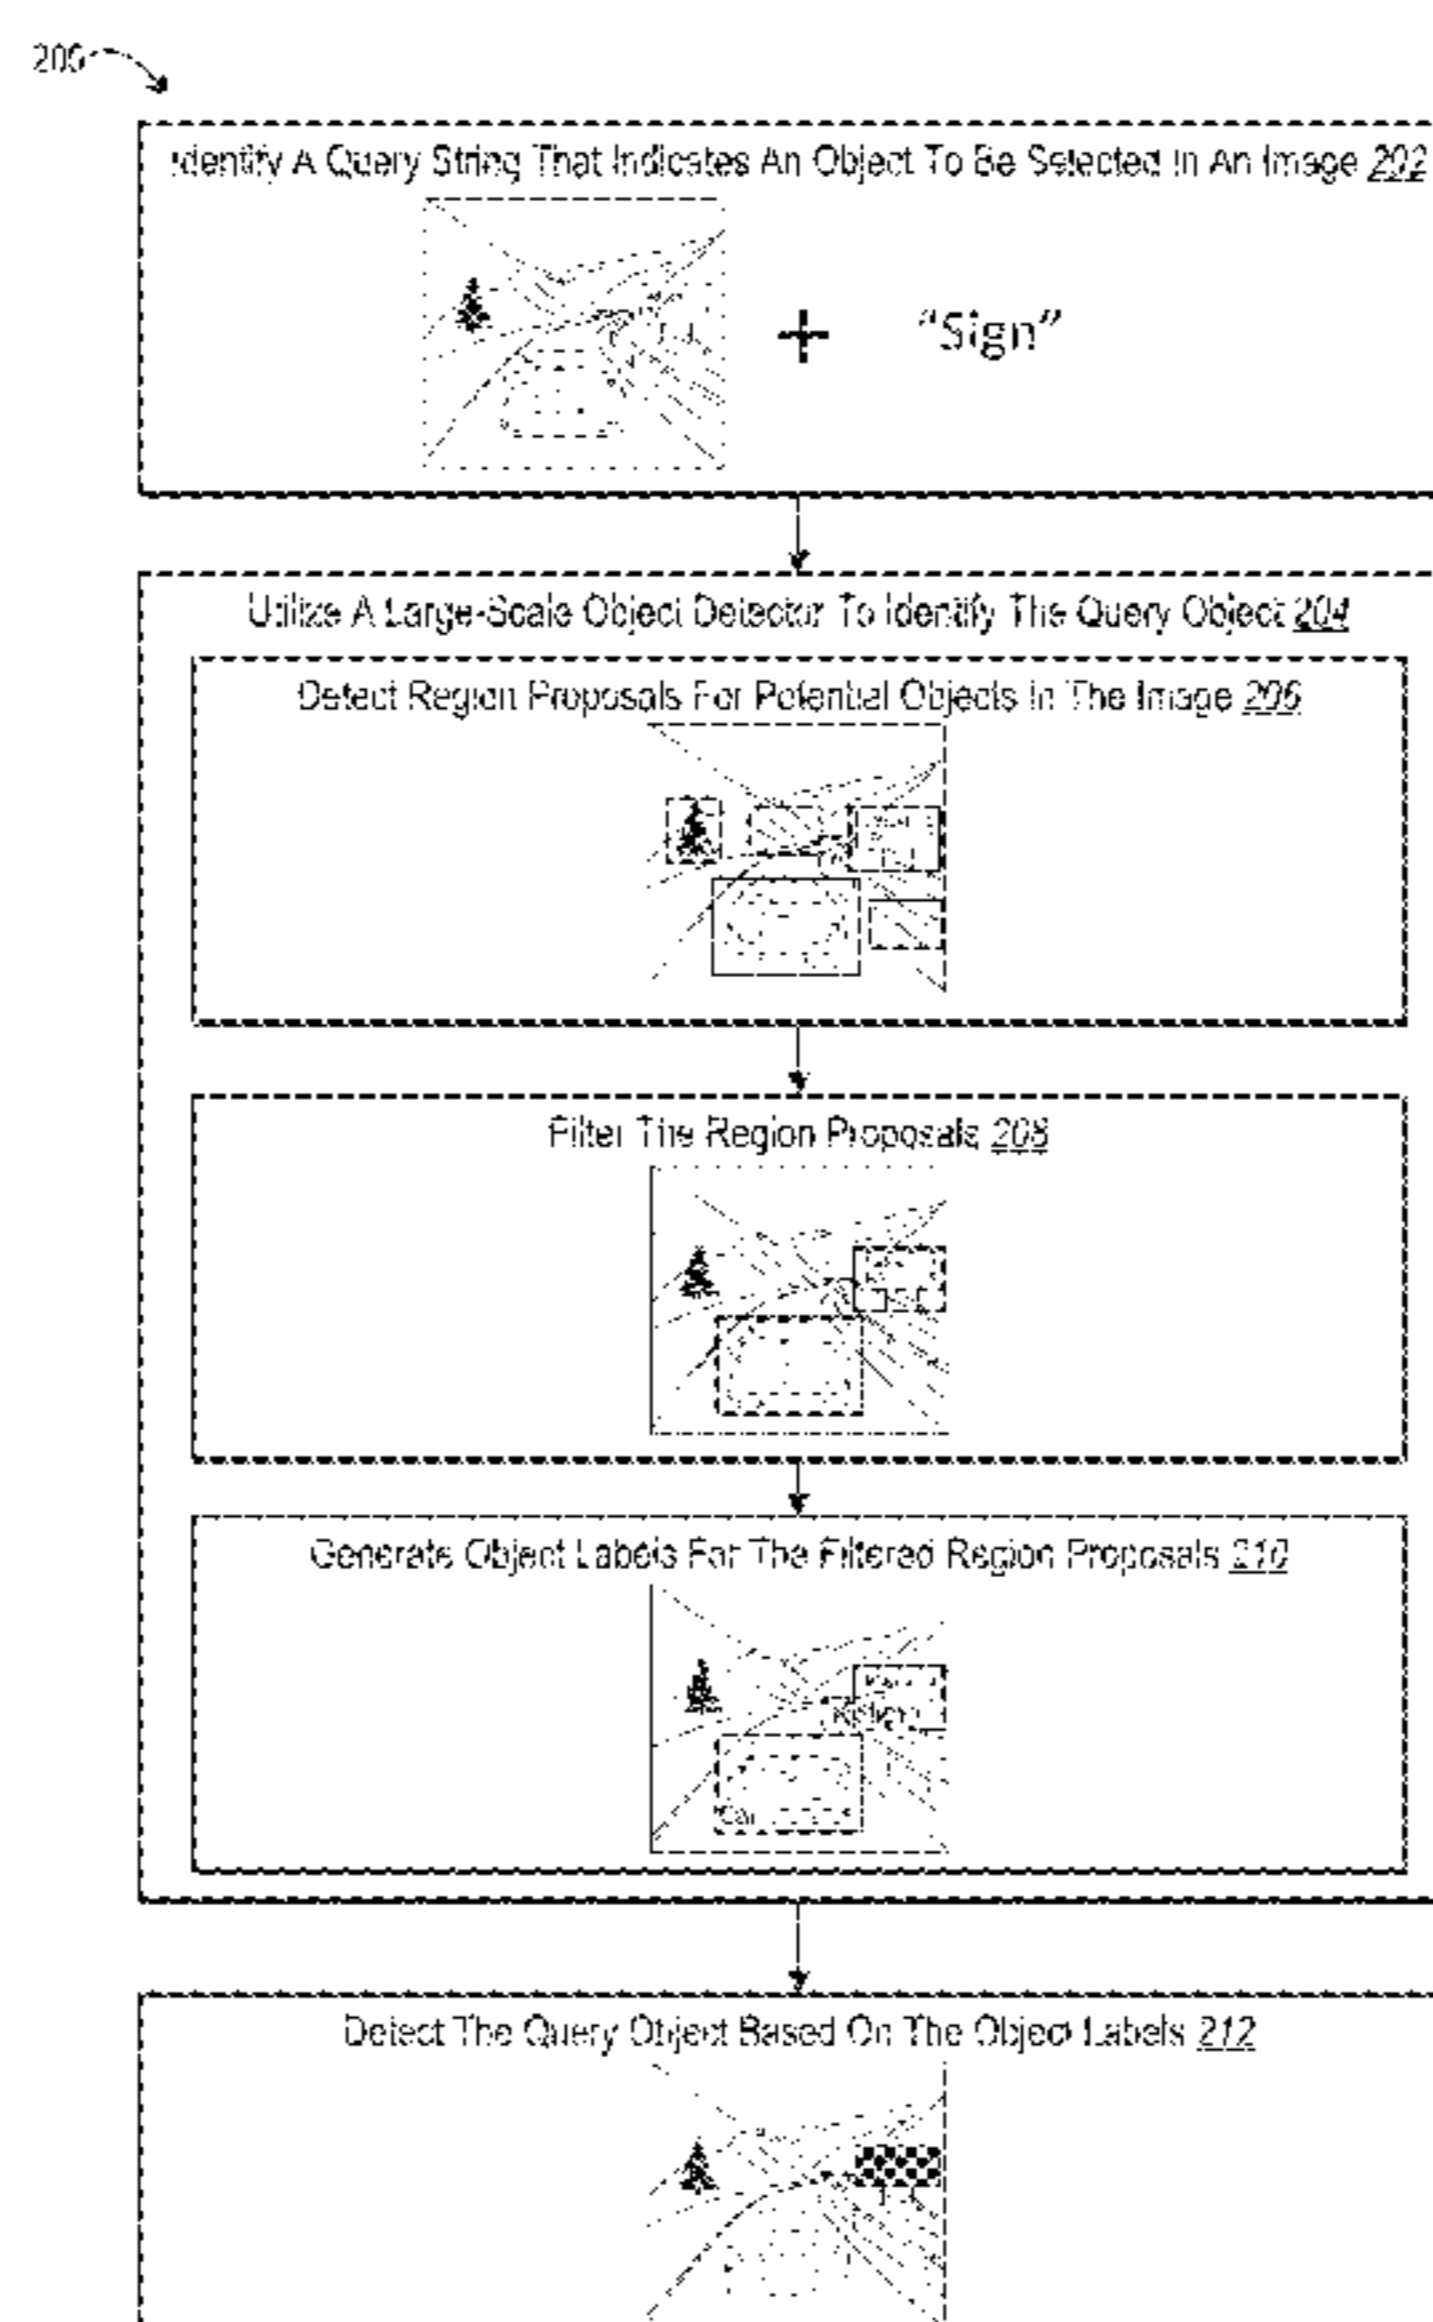 200
Identify A Query String That Indicates An Object To Be Selected In An Image 202
"Sign"
Utilize A Large-Scale Object Detector To Identify The Query Object 204
Detect Region Proposals For Potential Objects In The Image 206
Filter The Region Proposals 208
Generate Object Labels For The Filtered Region Proposals 210
Car
Detect The Query Object Based On The Object Labels 212